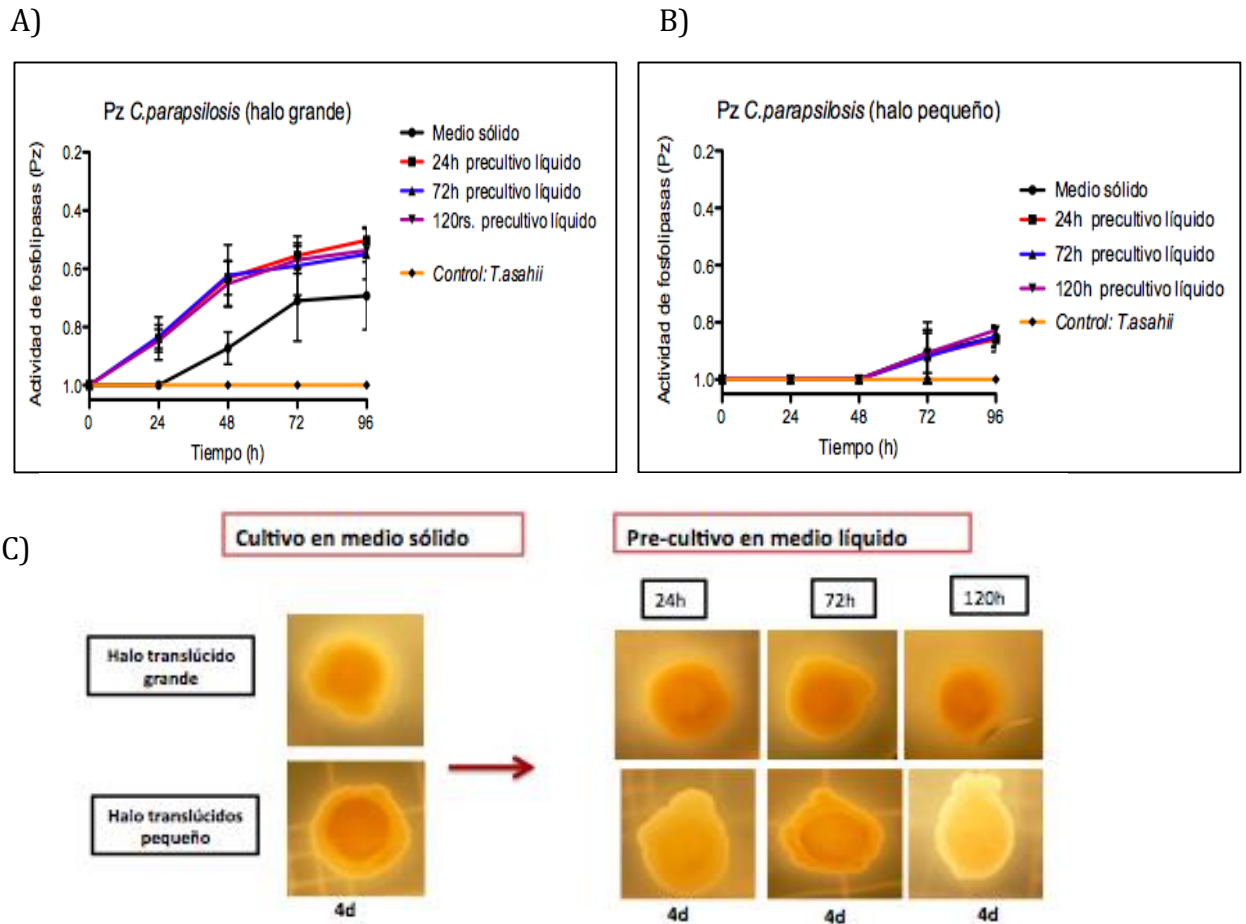 A)
B)
Pz C.parapsilosis (halo grande)
Actividad de fosfolipasas (Pz)
0.2
0.4
0.6
0.8
1.0
0 24 48 72 96
Tiempo (h)
Medio sólido
24h precultivo líquido
72h precultivo líquido
120rs. precultivo líquido
Control: T.asahii
Pz C.parapsilosis (halo pequeño)
Actividad de fosfolipasas (Pz)
0.2
0.4
0.6
0.8
1.0
0 24 48 72 96
Tiempo (h)
Medio sólido
24h precultivo líquido
72h precultivo líquido
120h precultivo líquido
Control: T.asahii
C)
Cultivo en medio sólido
Pre-cultivo en medio líquido
24h
72h
120h
Halo translúcido
grande
Halo translúcidos
pequeño
4d
4d
4d
4d